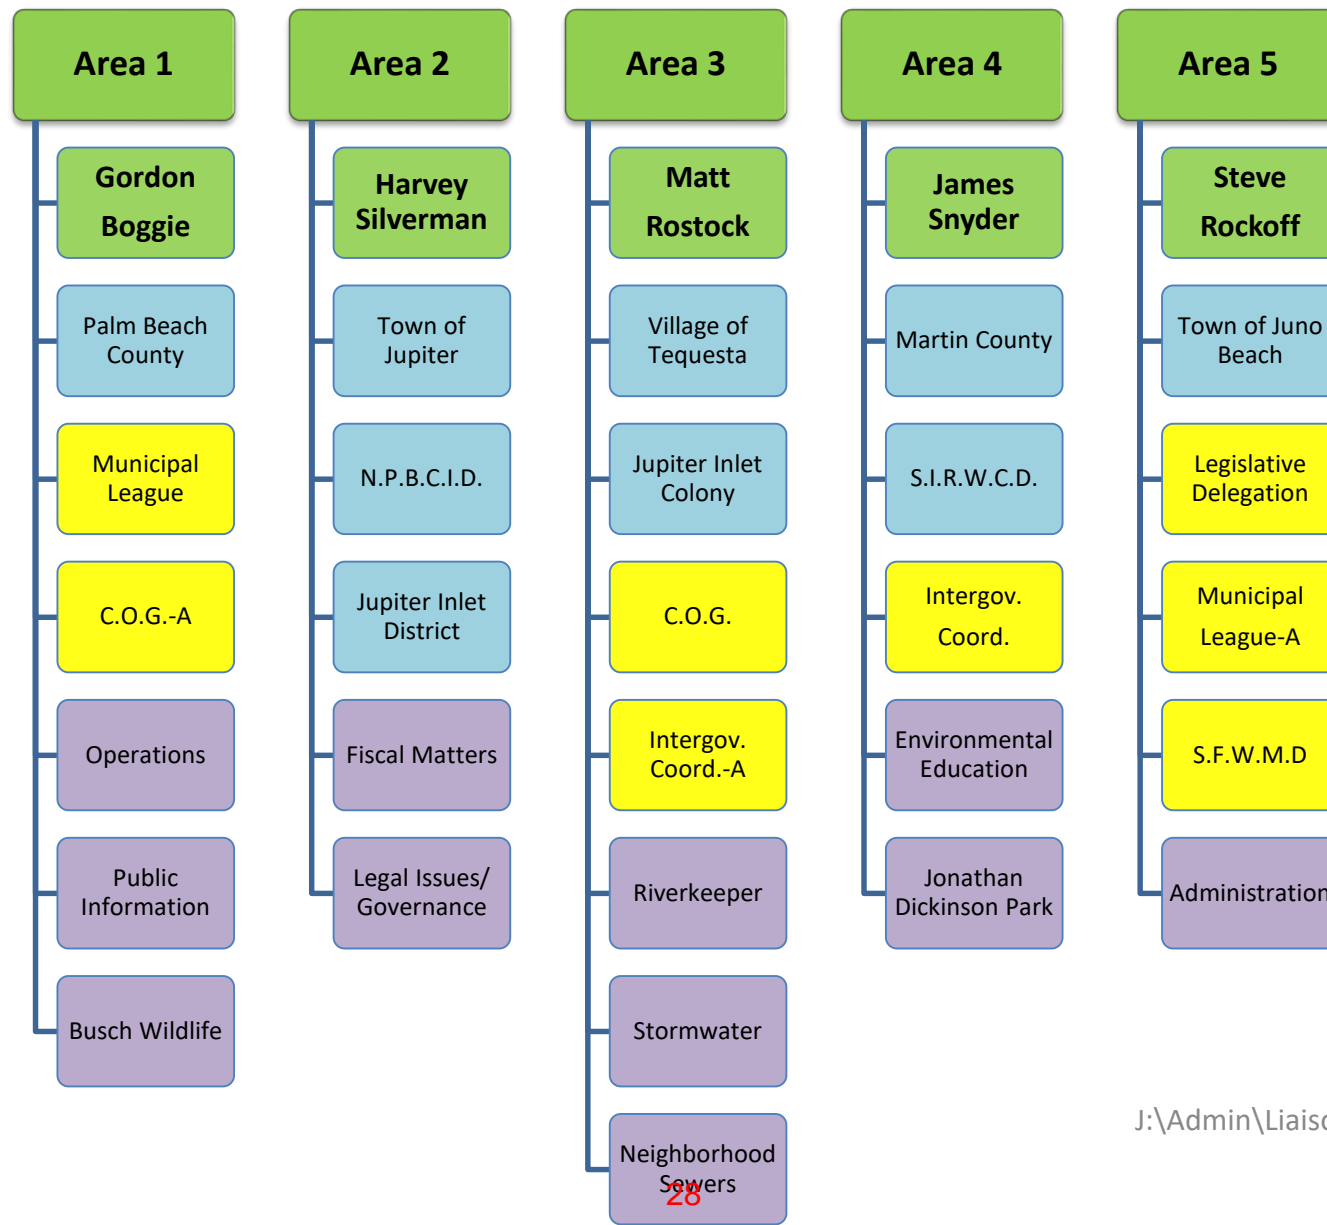 Area 1
Gordon
Boggie
Palm Beach
County
Municipal
League
C.O.G.-A
Operations
Public
Information
Busch Wildlife
Area 2
Harvey
Silverman
Town of
Jupiter
N.P.B.C.I.D.
Jupiter Inlet
District
Fiscal Matters
Legal Issues/
Governance
Area 3
Matt
Rostock
Village of
Tequesta
Jupiter Inlet
Colony
C.O.G.
Intergov.
Coord.-A
Riverkeeper
Stormwater
Neighborhood
Sewers
Area 4
James
Snyder
Martin County
S.I.R.W.C.D.
Intergov.
Coord.
Environmental
Education
Jonathan
Dickinson Park
Area 5
Steve
Rockoff
Town of Juno
Beach
Legislative
Delegation
Municipal
League-A
S.F.W.M.D
Administration
J:\Admin\Liaiso
28